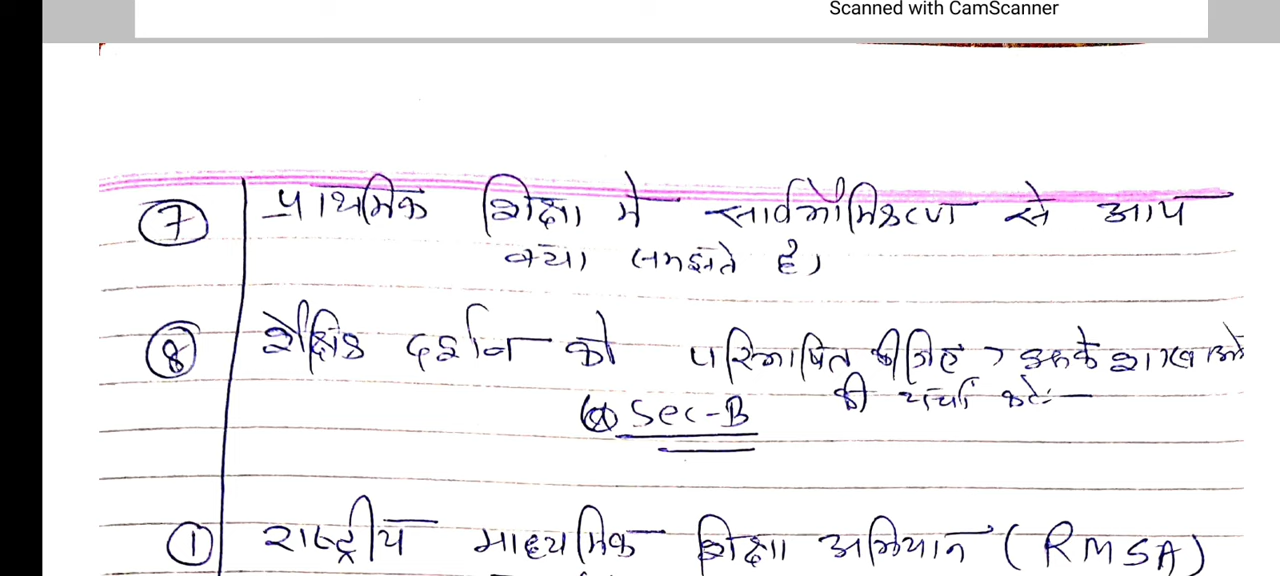 Scanned with CamScanner
7 प्राथमिक शिक्षा में सार्वभौमिकरण से आप
क्या समझते है।
8 शैक्षिक दर्शन को परिभाषित कीजिए, उसके शाखाओं
की चर्चा करें:—
Sec-B
1 राष्ट्रीय माध्यमिक शिक्षा अभियान (RMSA)